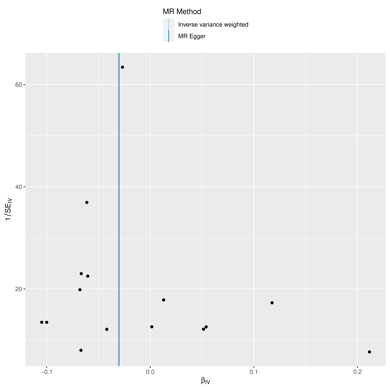 MR Method
Inverse variance weighted
MR Egger
60
40
20
1/SE_IV
−0.1 0.0 0.1 0.2
β_IV